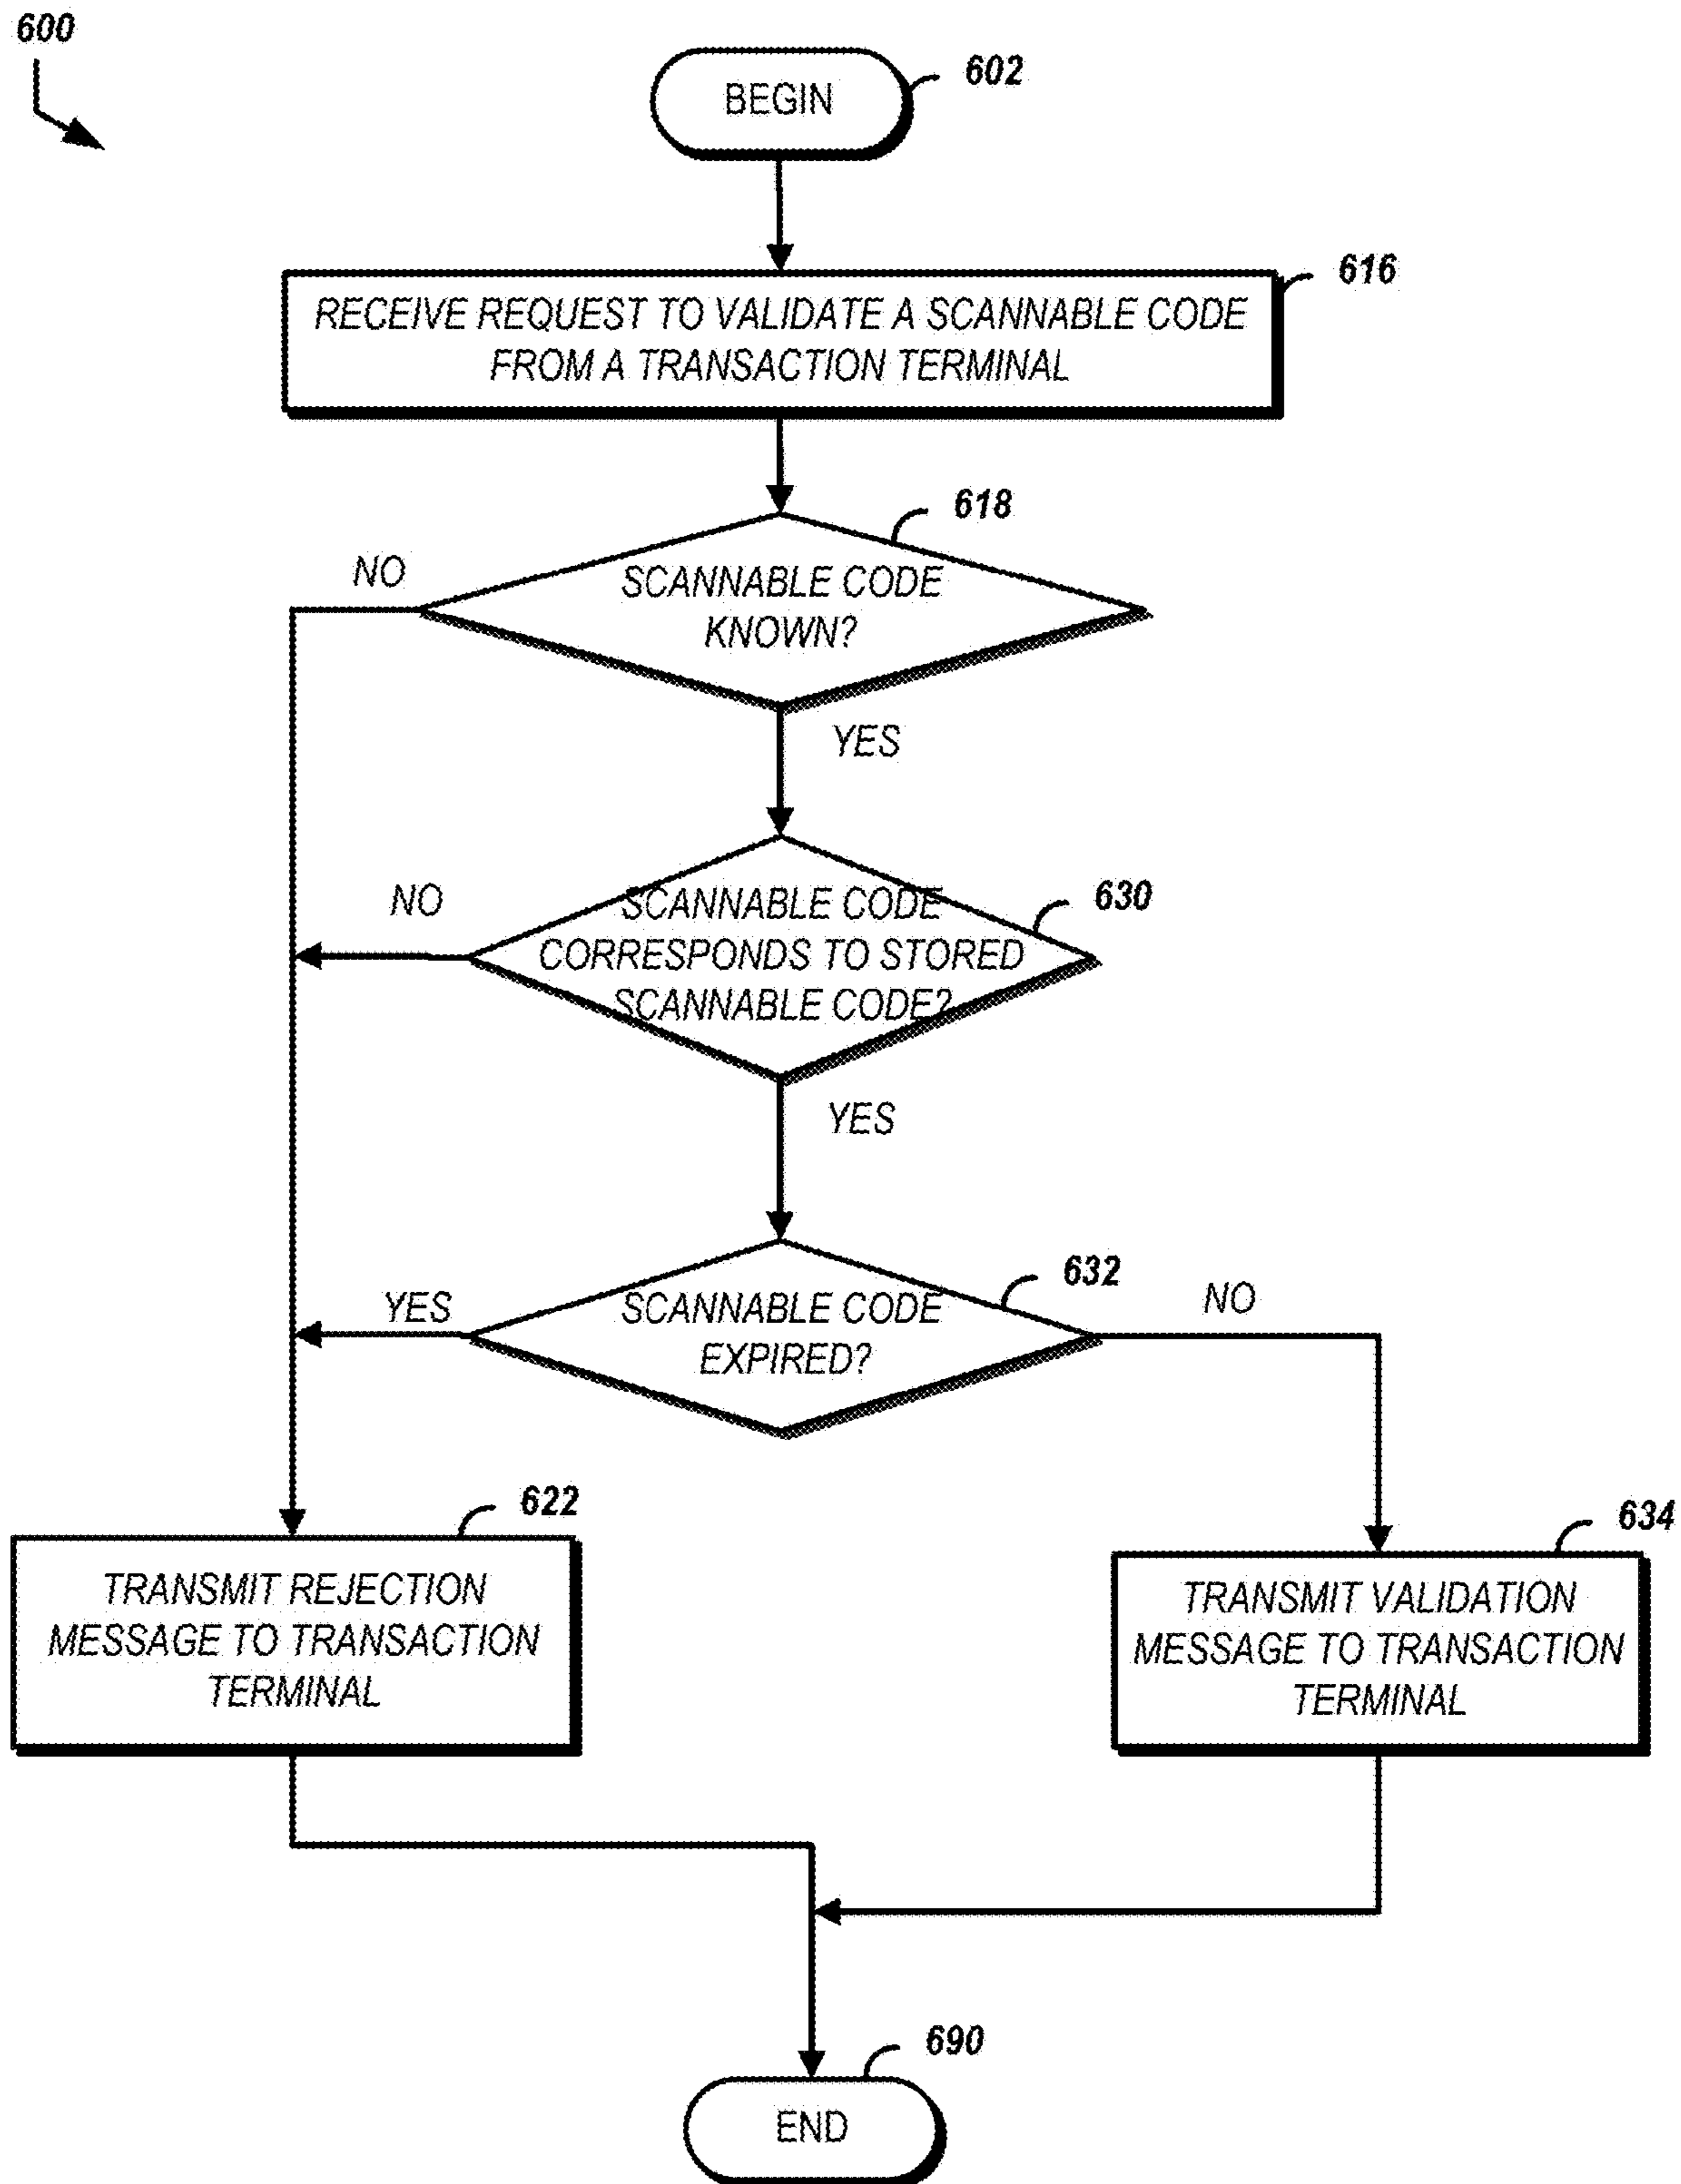 600
BEGIN
602
616
RECEIVE REQUEST TO VALIDATE A SCANNABLE CODE
FROM A TRANSACTION TERMINAL
618
NO
SCANNABLE CODE
KNOWN?
YES
630
NO
SCANNABLE CODE
CORRESPONDS TO STORED
SCANNABLE CODE?
YES
632
YES
NO
SCANNABLE CODE
EXPIRED?
622
TRANSMIT REJECTION
MESSAGE TO TRANSACTION
TERMINAL
634
TRANSMIT VALIDATION
MESSAGE TO TRANSACTION
TERMINAL
690
END